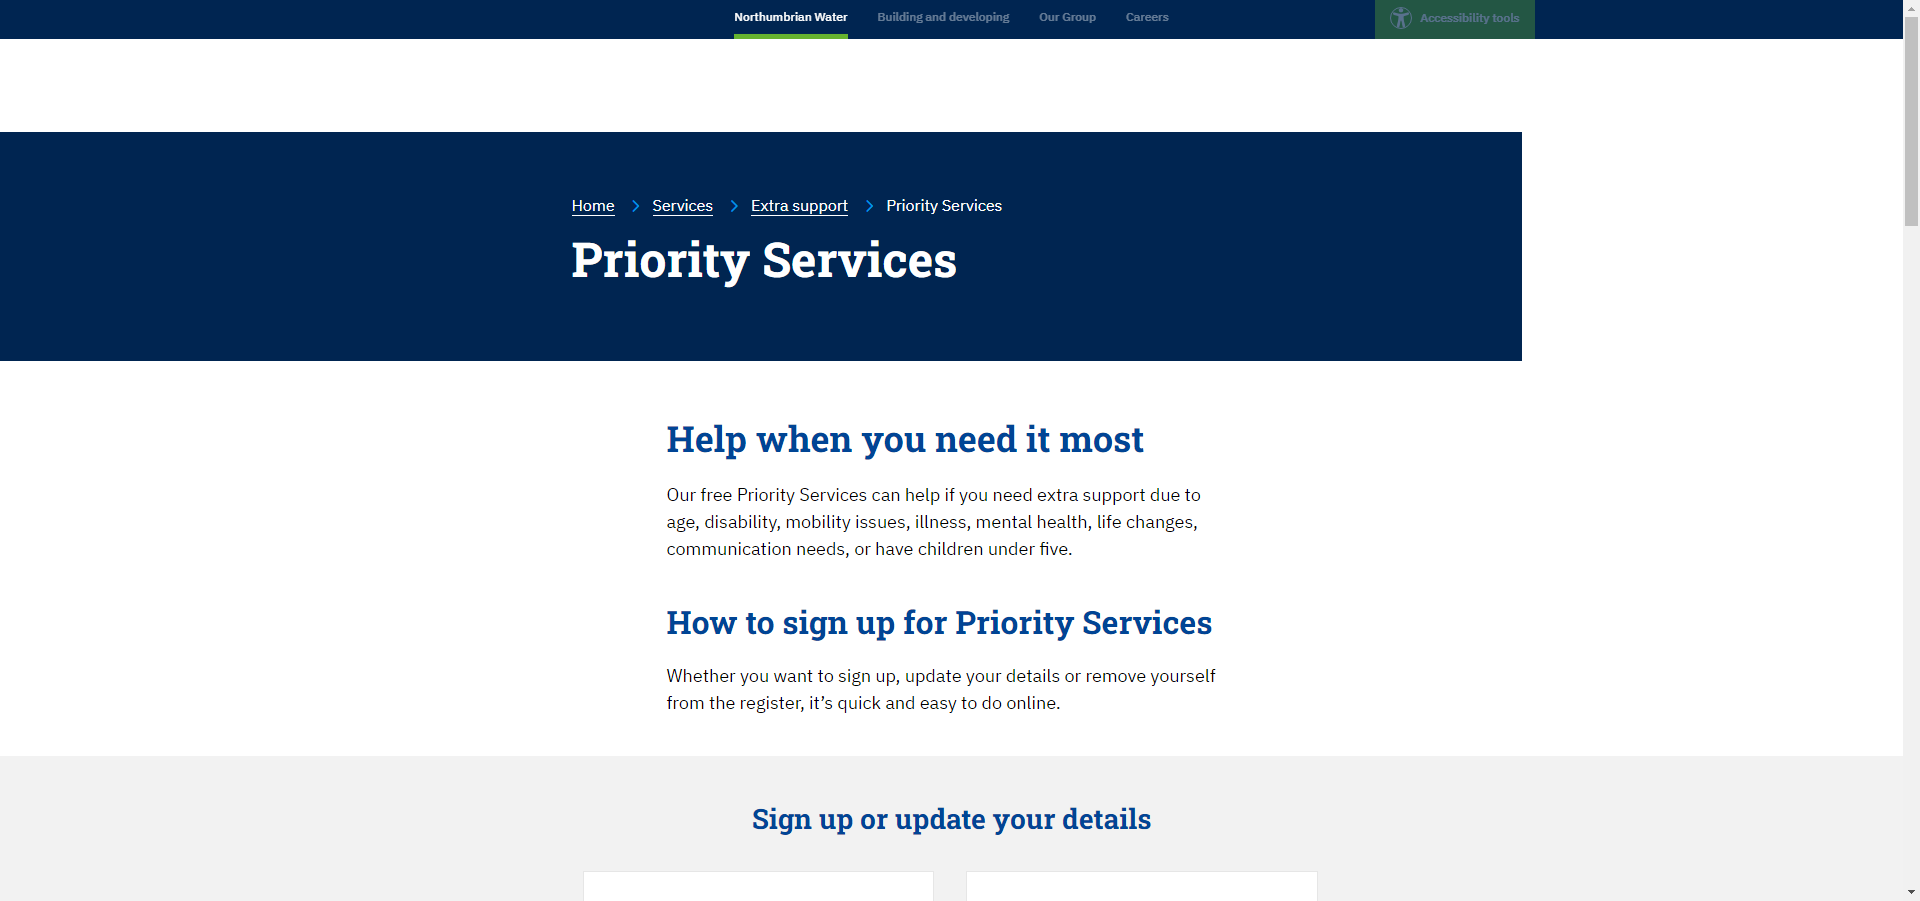 Northumbrian Water
Building and developing
Our Group
Careers
Accessibility tools
Home
Services
Extra support
Priority Services
Priority Services
Help when you need it most
Our free Priority Services can help if you need extra support due to
age, disability, mobility issues, illness, mental health, life changes,
communication needs, or have children under five.
How to sign up for Priority Services
Whether you want to sign up, update your details or remove yourself
from the register, it’s quick and easy to do online.
Sign up or update your details